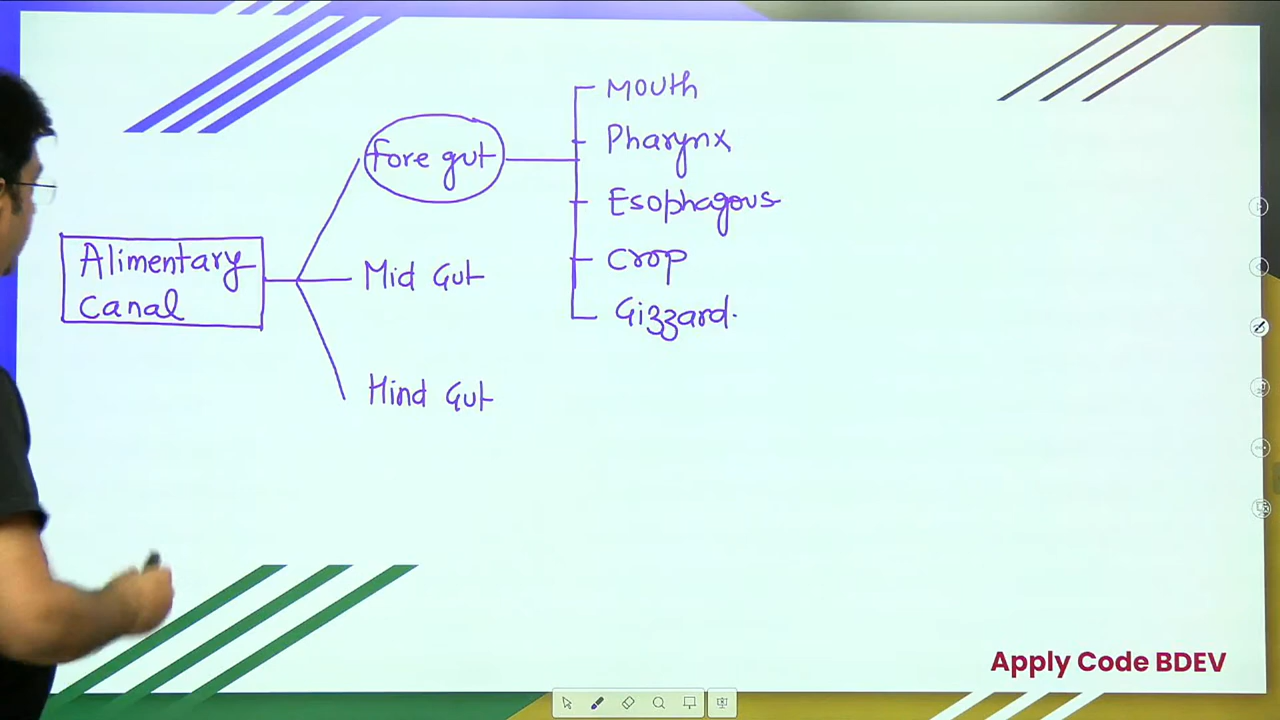 Mouth
Pharynx
fore gut
Esophagous
Alimentary
canal
Crop
Mid Gut
Gizzard.
Hind Gut
Apply Code BDEV